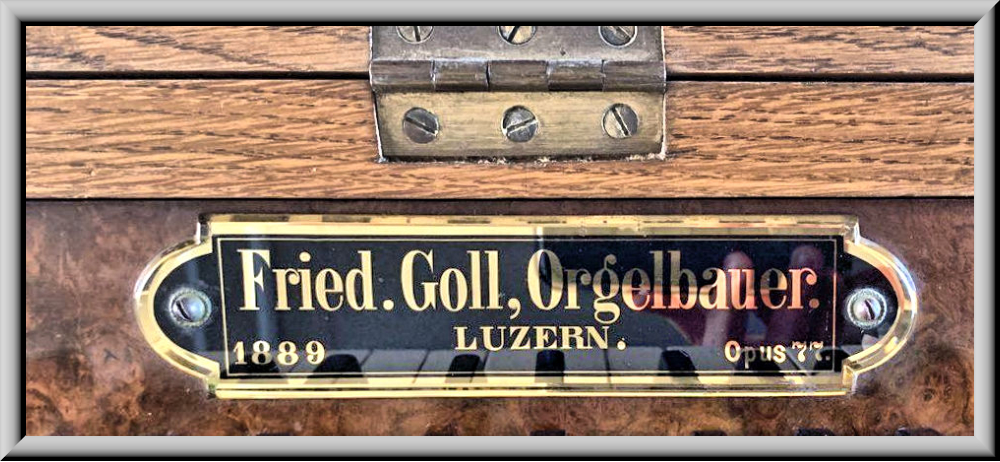 Fried. Goll, Orgelbauer.
LUZERN.
1889 Opus 77.